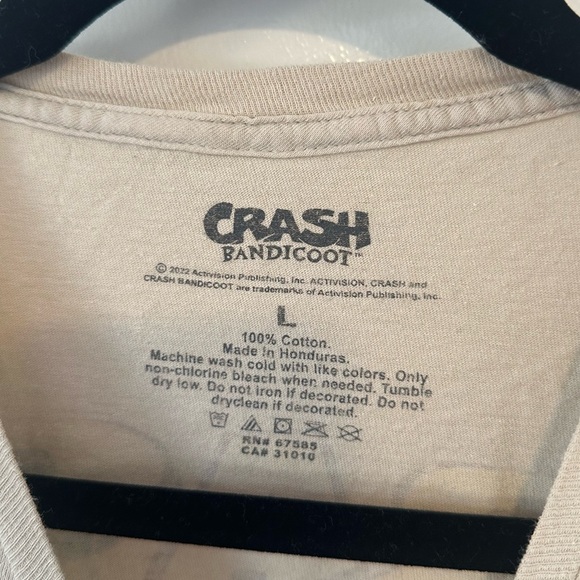 CRASH
BANDICOOT™
© 2022 Activision Publishing, Inc. ACTIVISION, CRASH and
CRASH BANDICOOT are trademarks of Activision Publishing, Inc.
L
100% Cotton.
Made in Honduras.
Machine wash cold with like colors. Only
non-chlorine bleach when needed. Tumble
dry low. Do not iron if decorated. Do not
dryclean if decorated.
RN# 67585
CA# 31010